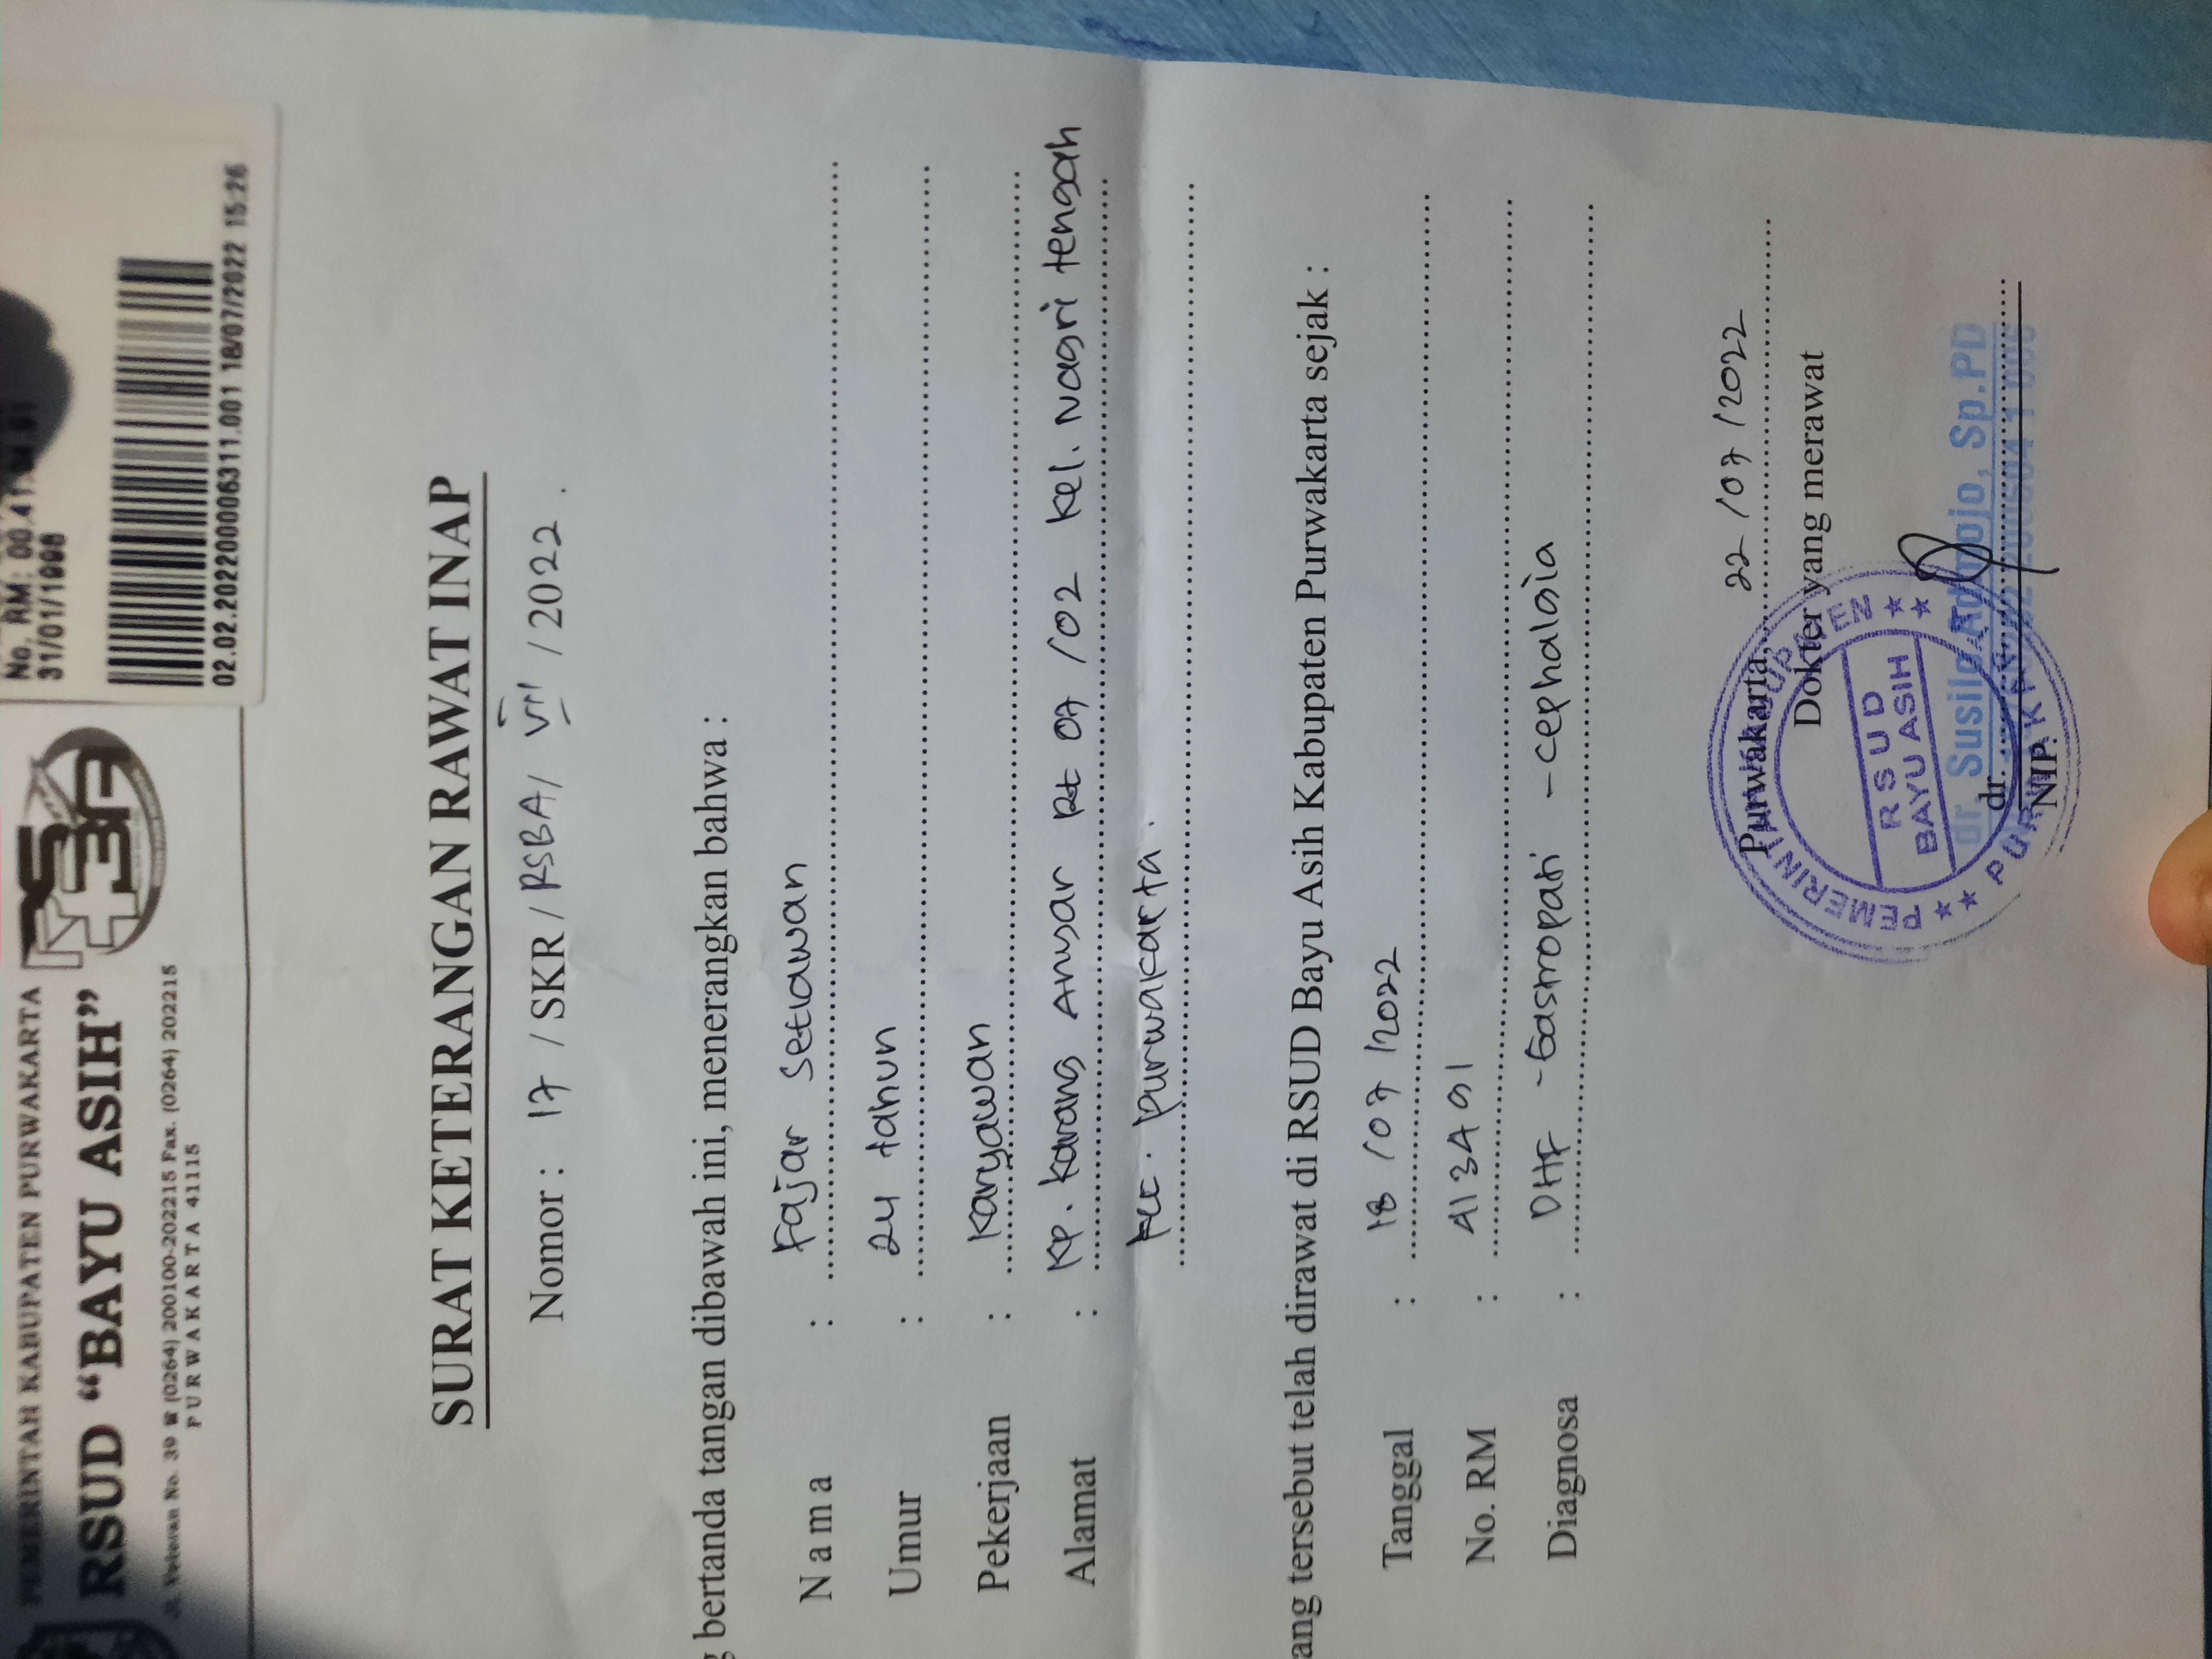 PEMERINTAH KABUPATEN PURWAKARTA
RSUD “BAYU ASIH”
Jl. Veteran No. 39 ☎ (0264) 200100-202215 Fax. (0264) 202215
PURWAKARTA 41115
No. RM: 00.41
31/01/1998
02.02.202200006311.001 18/07/2022 15:26
SURAT KETERANGAN RAWAT INAP
Nomor : 17 / SKR / RSBA / VII / 2022 .
bertanda tangan dibawah ini, menerangkan bahwa :
Nama : Fajar Setiawan
Umur : 24 tahun
Pekerjaan : Karyawan
Alamat : Kp. Karang Anyar Rt 07 /02 Kel. Nagri tengah
Kec. Purwakarta .
ang tersebut telah dirawat di RSUD Bayu Asih Kabupaten Purwakarta sejak :
Tanggal : 18 /07 /2022
No. RM : 413491
Diagnosa : DHF - Gastropati - cephalgia
Purwakarta, 22 /07 /2022
Dokter yang merawat
PEMERINTAH KABUPATEN
RSUD
BAYU ASIH
PURWAKARTA
dr. Susilo Admojo, Sp.PD
dr.
NIP.